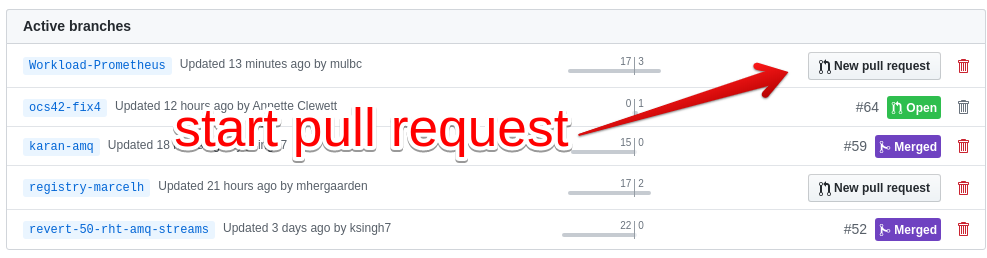 Active branches
Workload-Prometheus Updated 13 minutes ago by mulbc 17 3 New pull request
ocs42-fix4 Updated 12 hours ago by Annette Clewett 0 1 #64 Open
start pull request
karan-amq Updated 18 ksingh7 15 0 #59 Merged
registry-marcelh Updated 21 hours ago by mhergaarden 17 2 New pull request
revert-50-rht-amq-streams Updated 3 days ago by ksingh7 22 0 #52 Merged